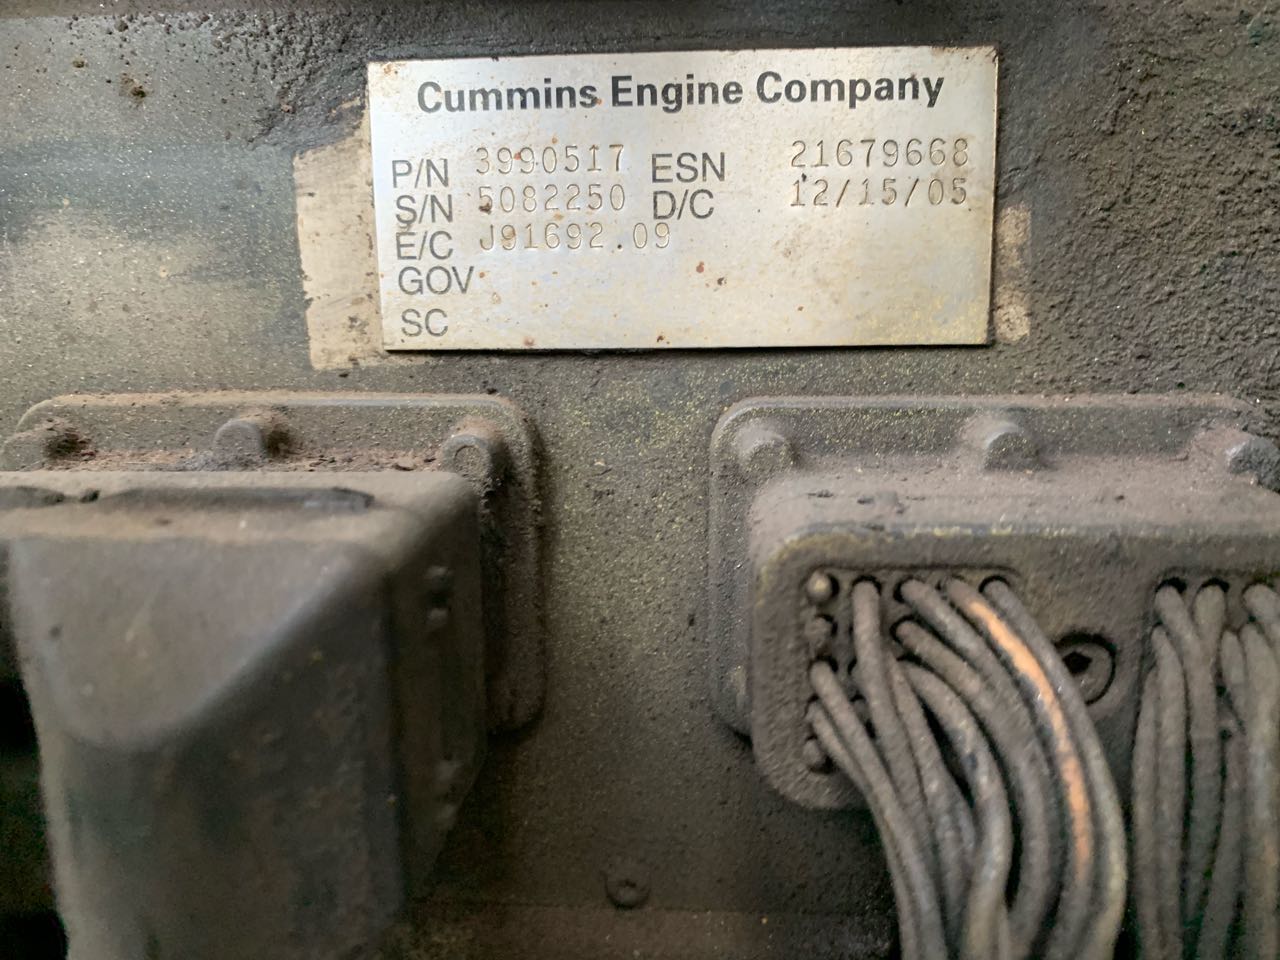 Cummins Engine Company
P/N 3990517 ESN 21679668
S/N 5082250 D/C 12/15/05
E/C J91692.09
GOV
SC